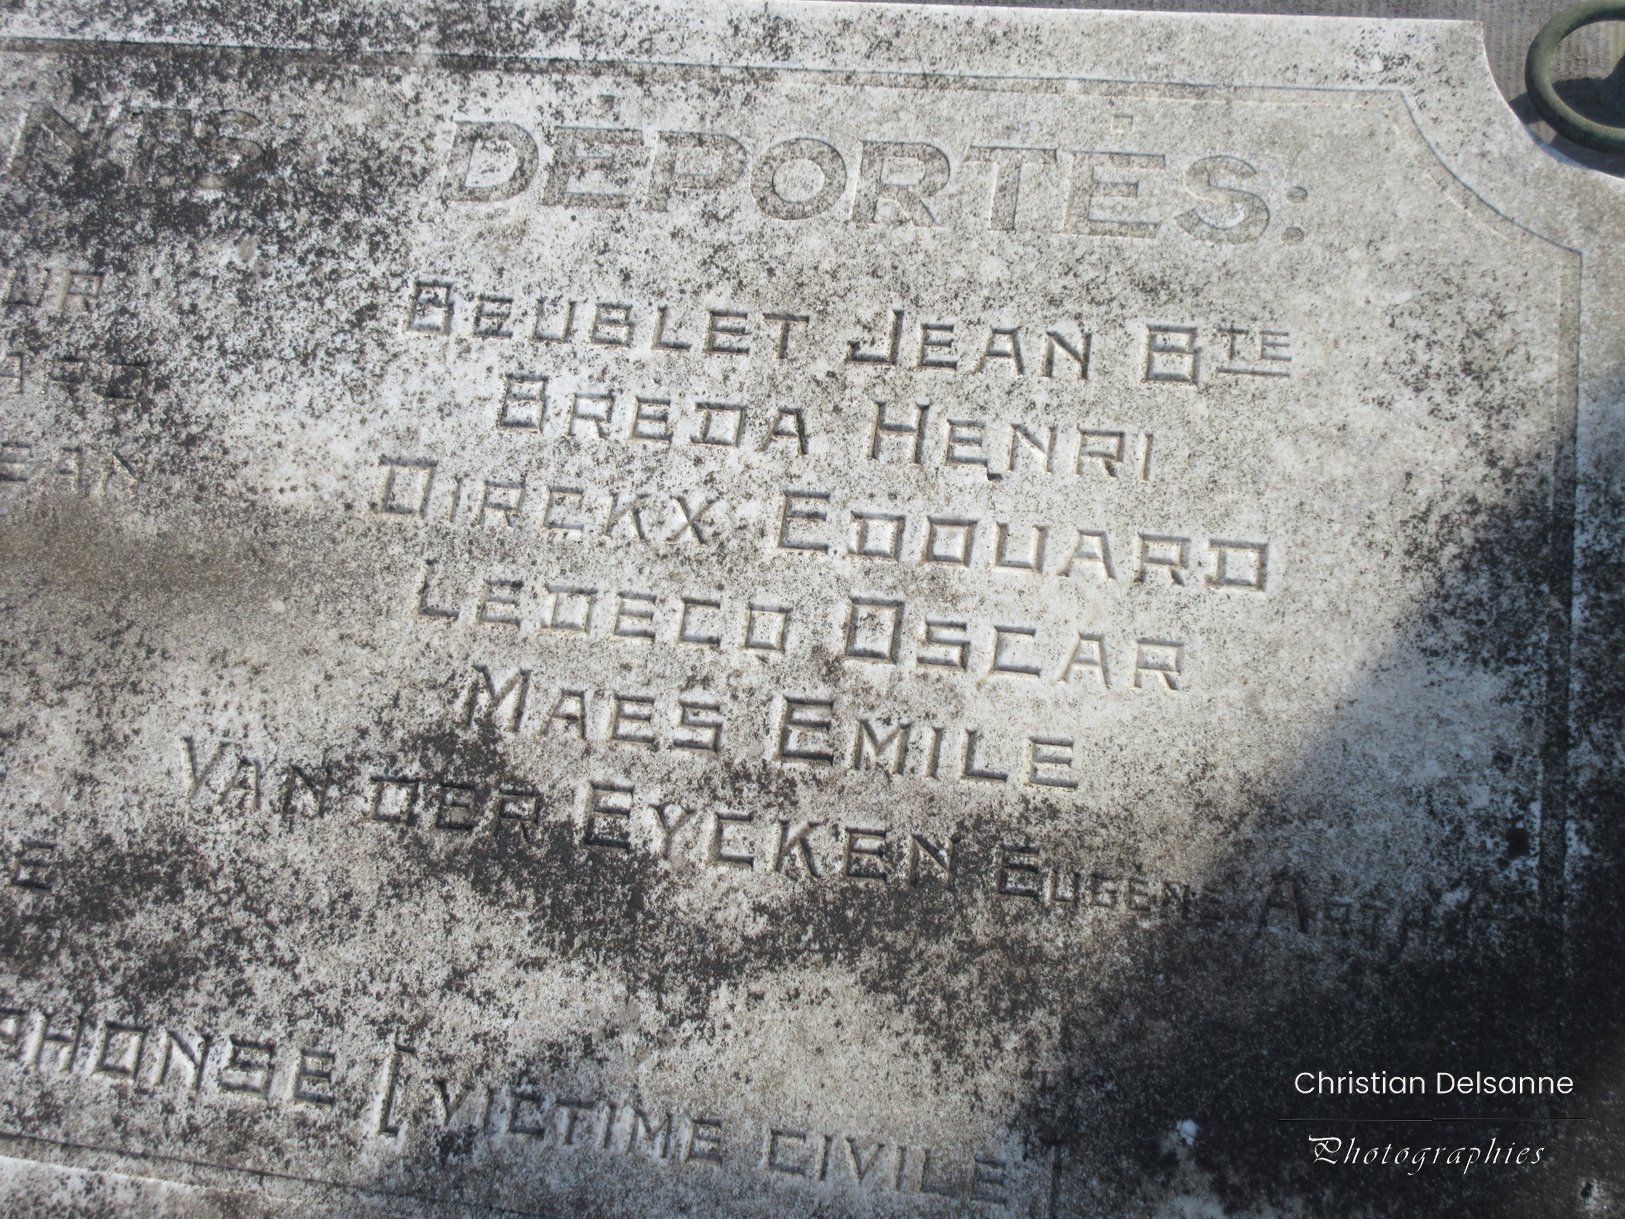 DÉPORTÉS:
BEUBLET JEAN BTE
BREDA HENRI
DIRCKX EDOUARD
LEDECQ OSCAR
MAES EMILE
VAN DER EYCKEN EUGÈNE ARTHUR
PHONSE [VICTIME CIVILE]
Christian Delsanne
Photographies